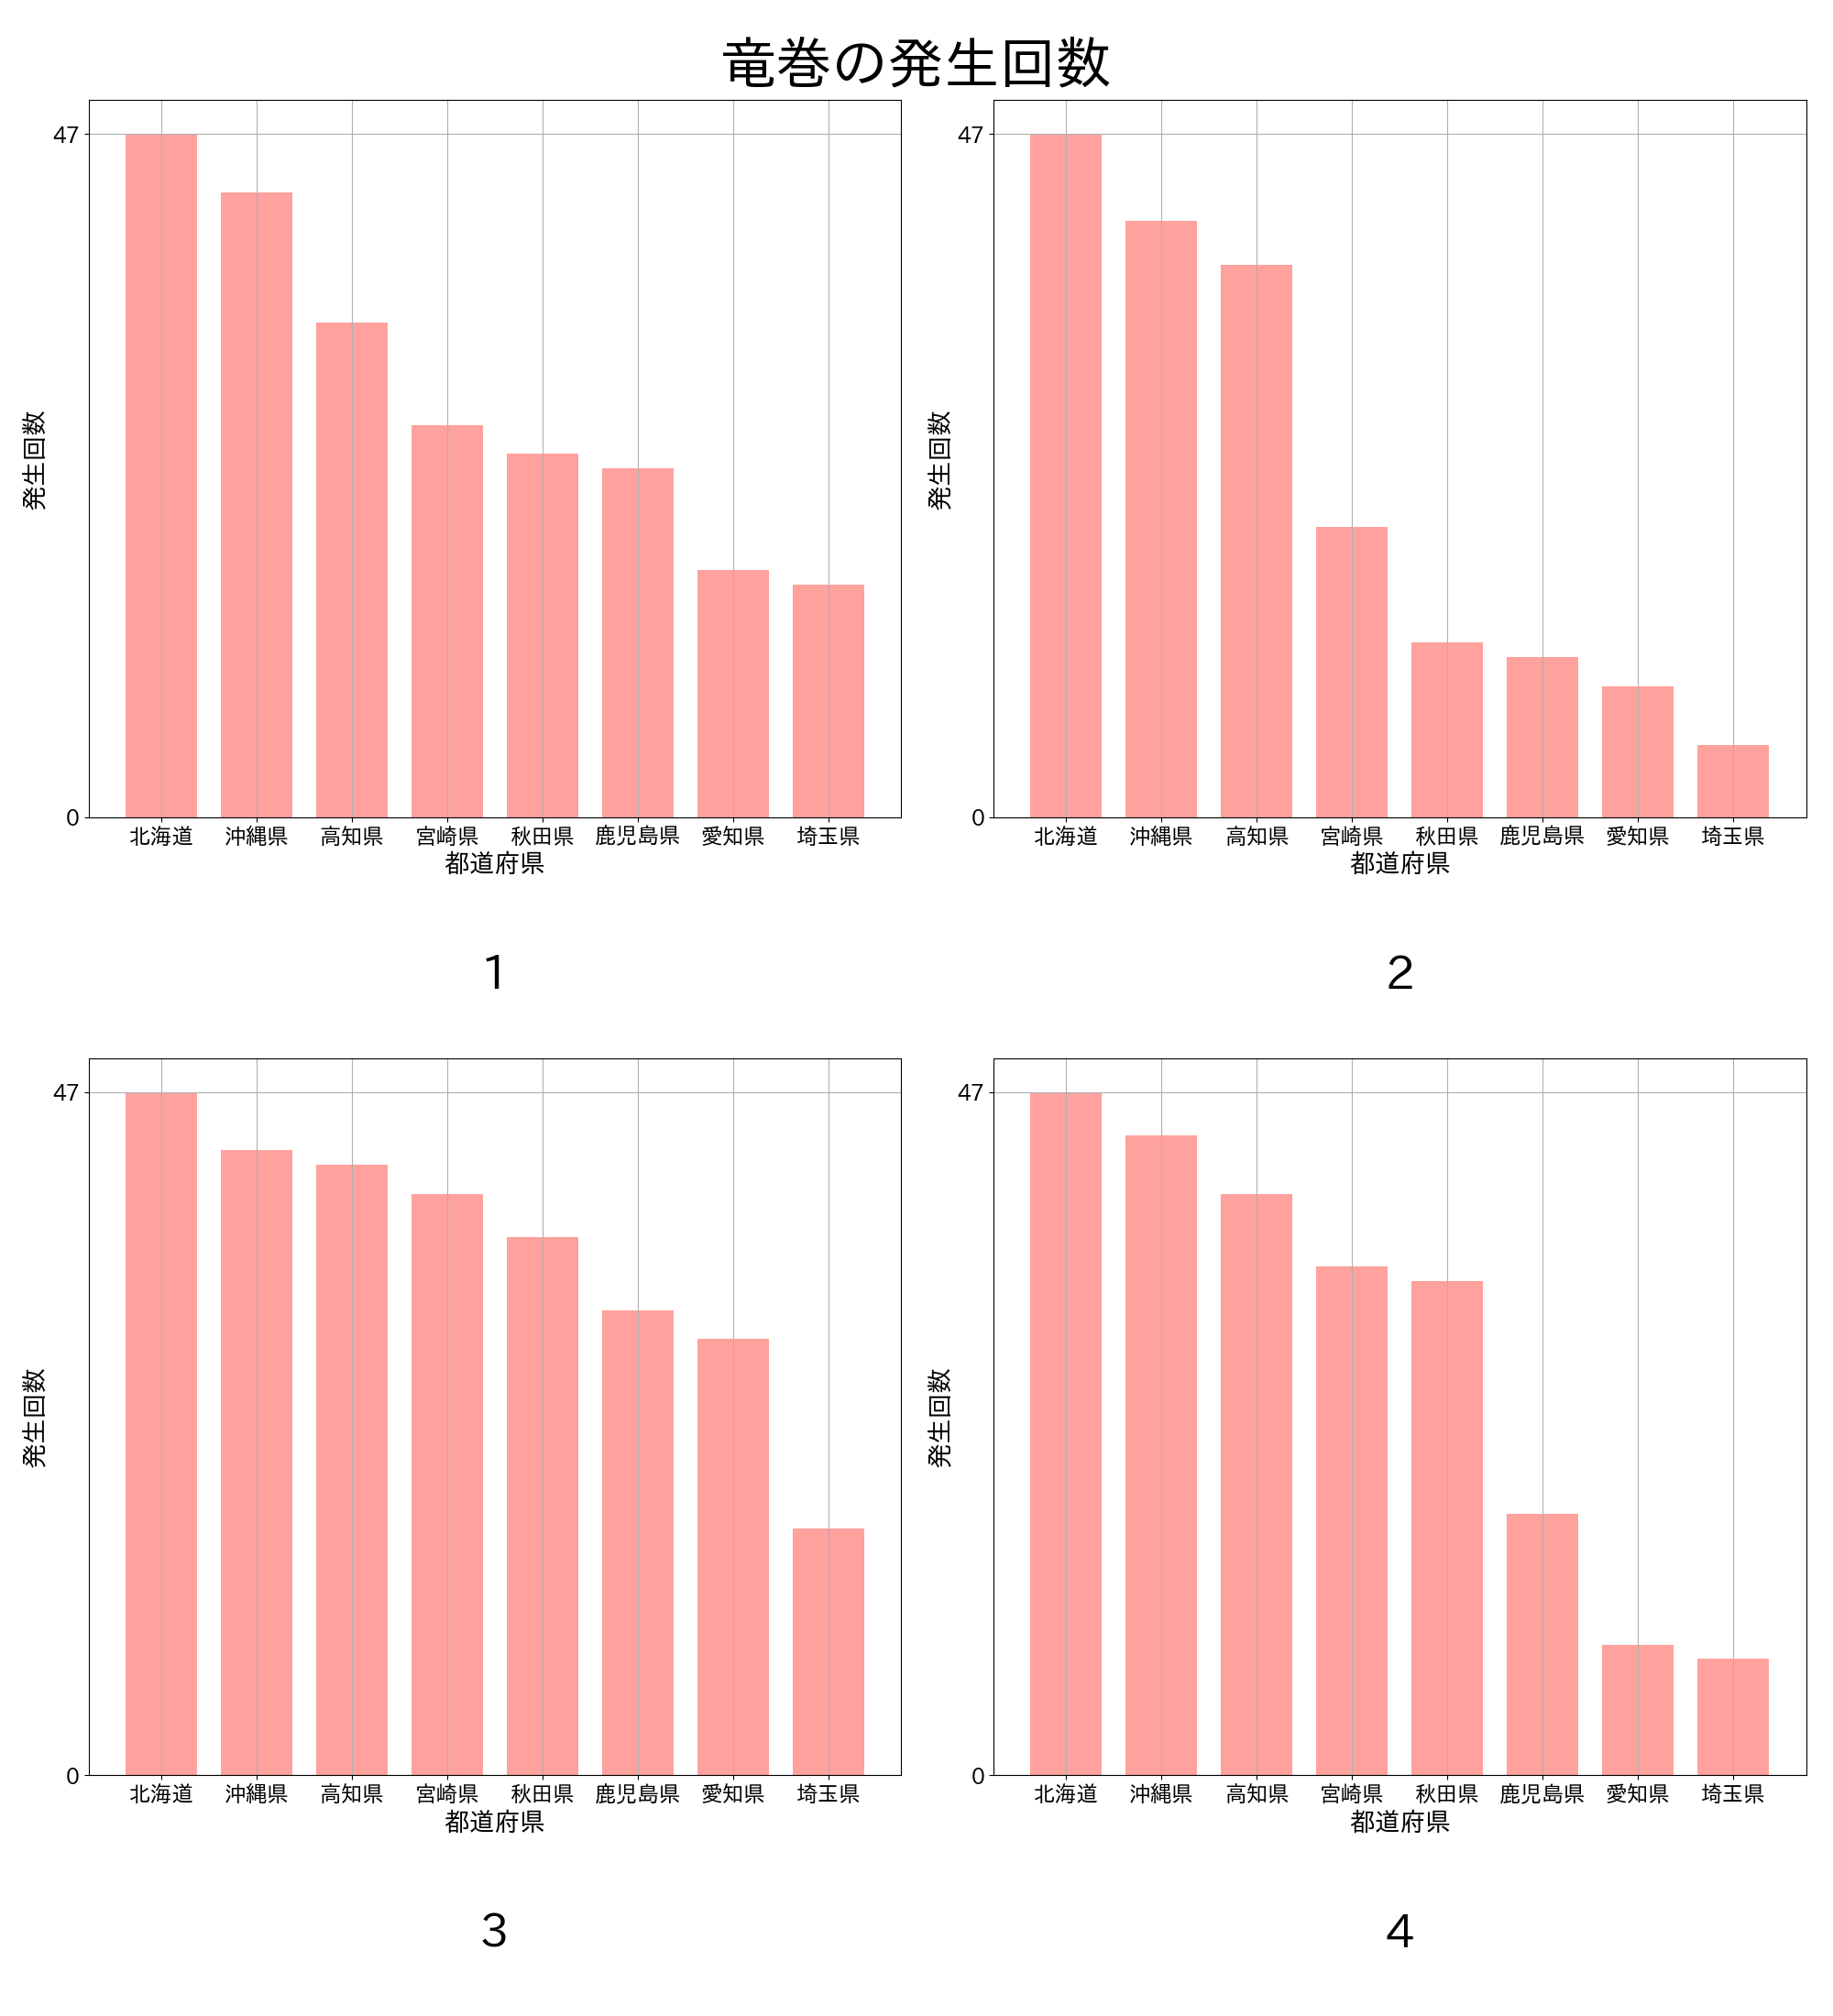 竜巻の発生回数
47
0
発生回数
北海道 沖縄県 高知県 宮崎県 秋田県 鹿児島県 愛知県 埼玉県
都道府県
1
47
0
発生回数
北海道 沖縄県 高知県 宮崎県 秋田県 鹿児島県 愛知県 埼玉県
都道府県
2
47
0
発生回数
北海道 沖縄県 高知県 宮崎県 秋田県 鹿児島県 愛知県 埼玉県
都道府県
3
47
0
発生回数
北海道 沖縄県 高知県 宮崎県 秋田県 鹿児島県 愛知県 埼玉県
都道府県
4